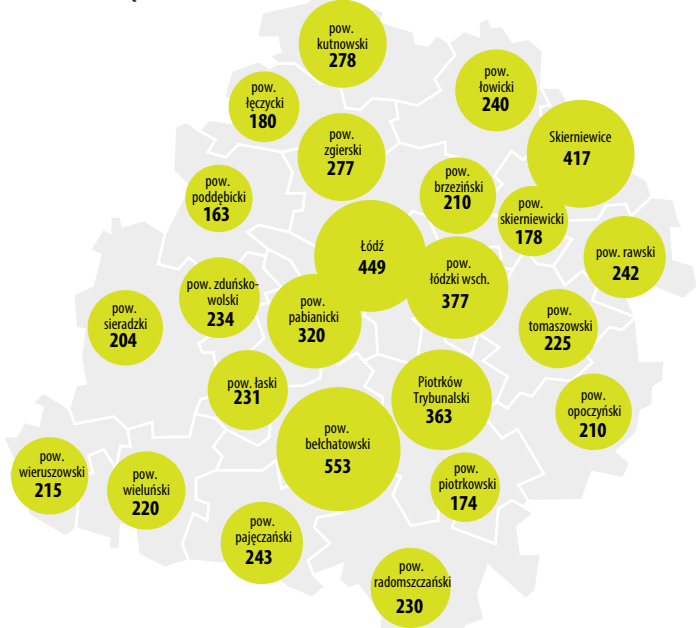 pow.
kutnowski
278
pow.
łowicki
240
pow.
łęczycki
180
Skierniewice
417
pow.
zgierski
277
pow.
brzeziński
210
pow.
poddębicki
163
pow.
skierniewicki
178
Łódź
449
pow. rawski
242
pow.
łódzki wsch.
377
pow. zduńsko-
wolski
234
pow.
pabianicki
320
pow.
sieradzki
204
pow.
tomaszowski
225
pow. łaski
231
Piotrków
Trybunalski
363
pow.
opoczyński
210
pow.
bełchatowski
553
pow.
wieruszowski
215
pow.
wieluński
220
pow.
piotrkowski
174
pow.
pajęczański
243
pow.
radomszczański
230